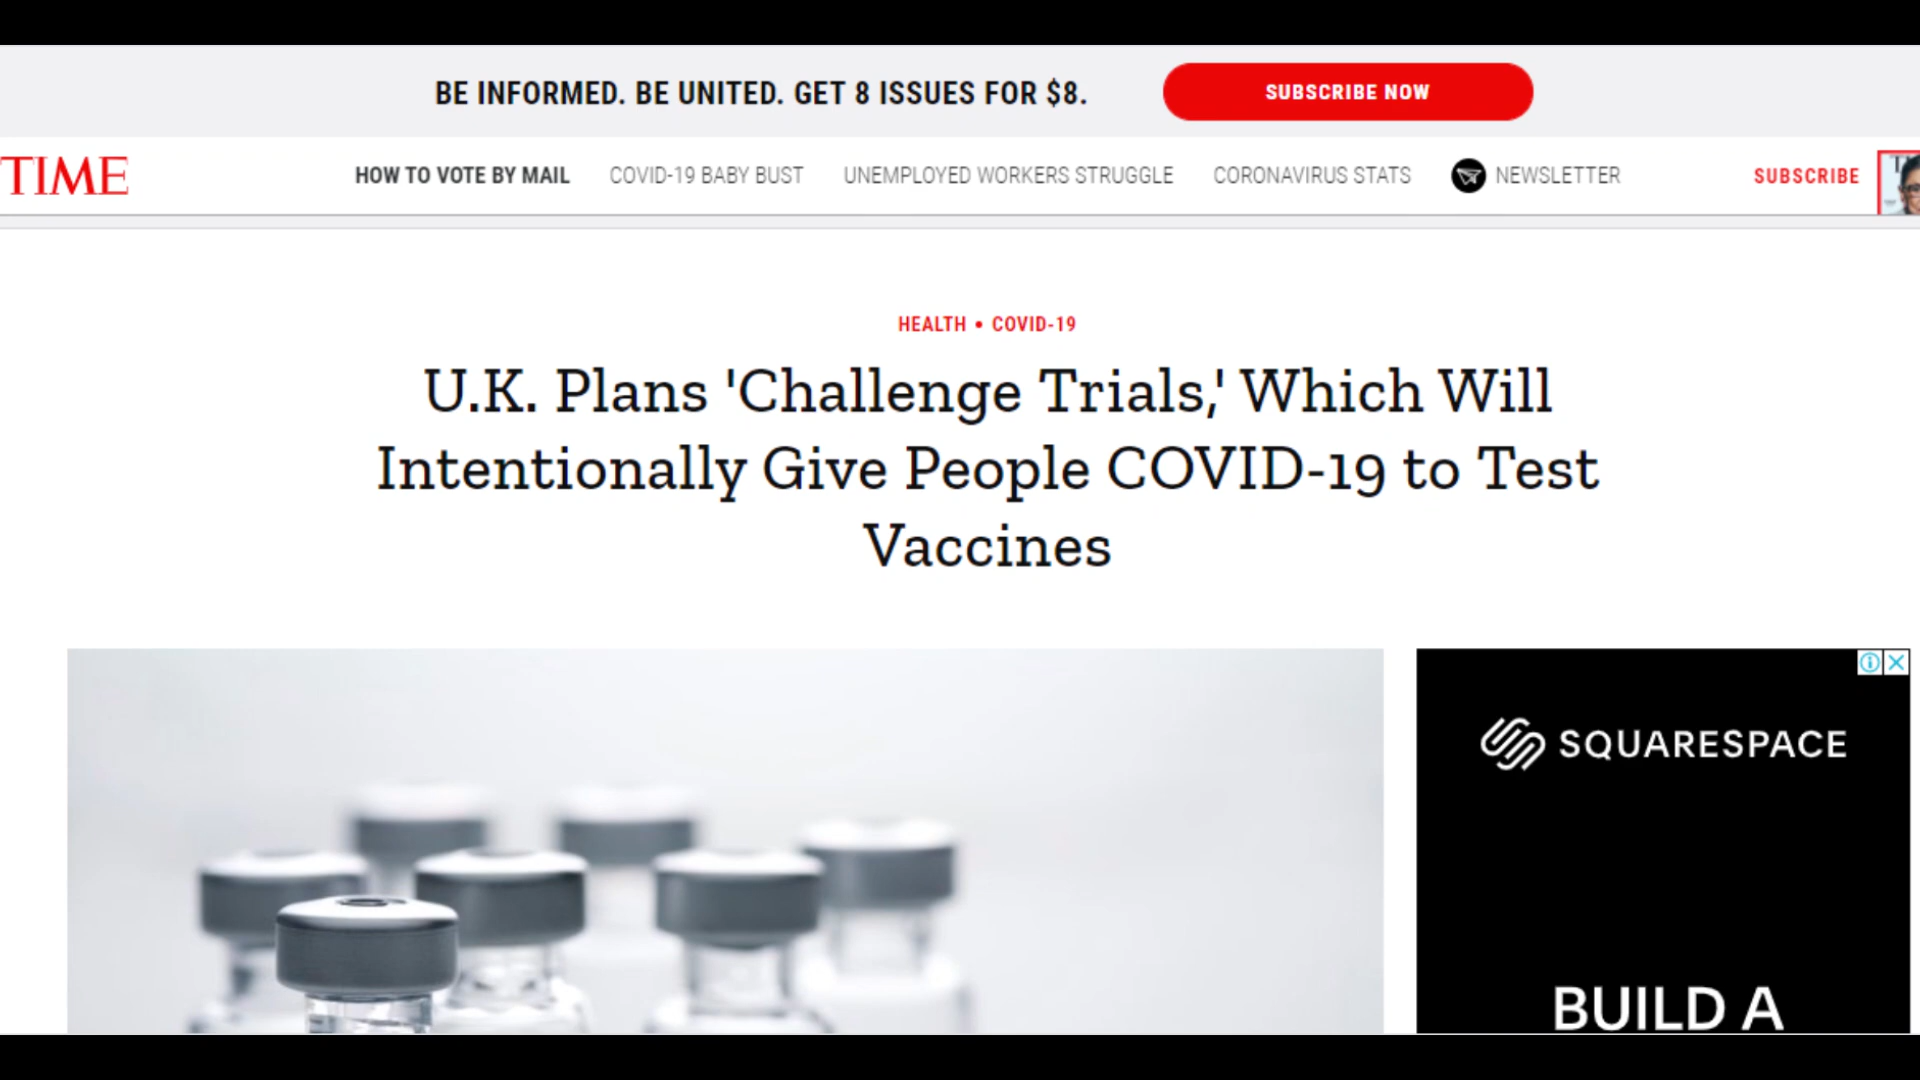 BE INFORMED. BE UNITED. GET 8 ISSUES FOR $8.
SUBSCRIBE NOW
TIME
HOW TO VOTE BY MAIL
COVID-19 BABY BUST
UNEMPLOYED WORKERS STRUGGLE
CORONAVIRUS STATS
NEWSLETTER
SUBSCRIBE
HEALTH • COVID-19
U.K. Plans 'Challenge Trials,' Which Will
Intentionally Give People COVID-19 to Test
Vaccines
SQUARESPACE
BUILD A